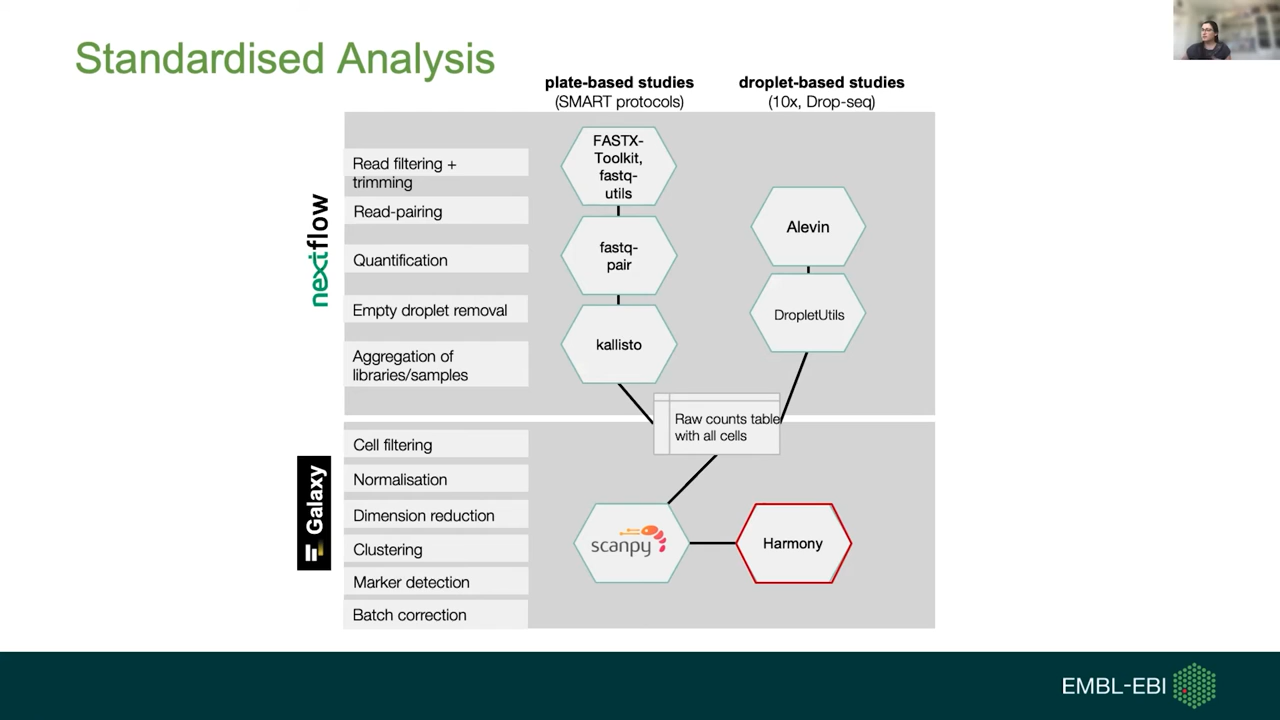 Standardised Analysis
plate-based studies
(SMART protocols)
droplet-based studies
(10x, Drop-seq)
nextflow
Read filtering +
trimming
Read-pairing
Quantification
Empty droplet removal
Aggregation of
libraries/samples
FASTX-
Toolkit,
fastq-
utils
fastq-
pair
kallisto
Alevin
DropletUtils
Raw counts table
with all cells
Galaxy
Cell filtering
Normalisation
Dimension reduction
Clustering
Marker detection
Batch correction
scanpy
Harmony
EMBL-EBI